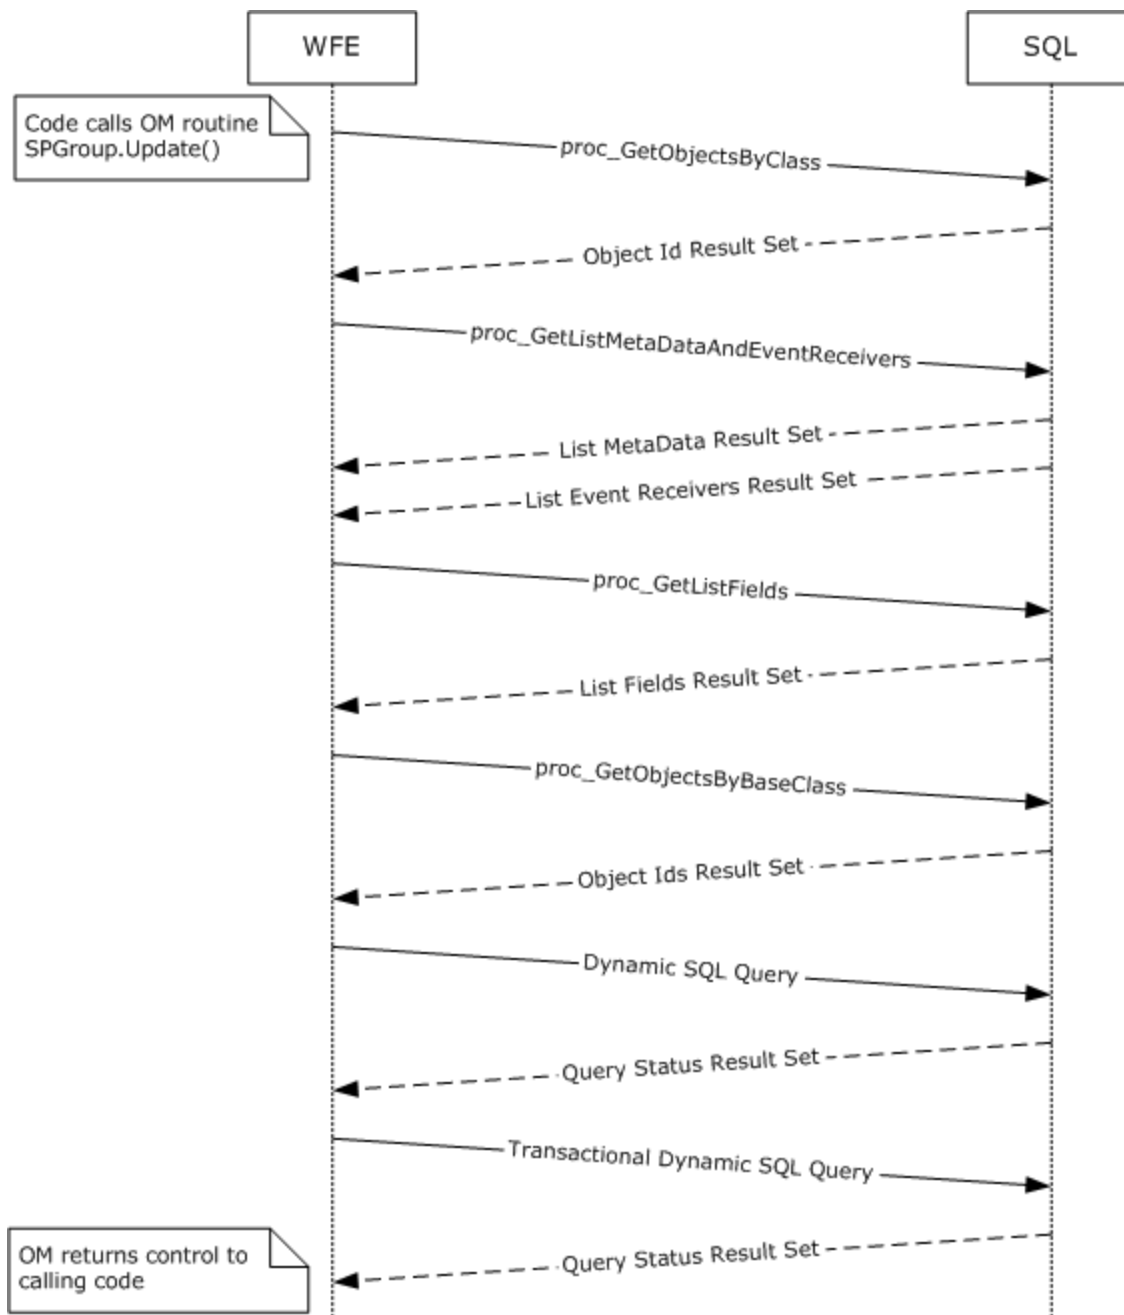 WFE
SQL
Code calls OM routine
SPGroup.Update()
proc_GetObjectsByClass
Object Id Result Set
proc_GetListMetaDataAndEventReceivers
List MetaData Result Set
List Event Receivers Result Set
proc_GetListFields
List Fields Result Set
proc_GetObjectsByBaseClass
Object Ids Result Set
Dynamic SQL Query
Query Status Result Set
Transactional Dynamic SQL Query
OM returns control to
calling code
Query Status Result Set